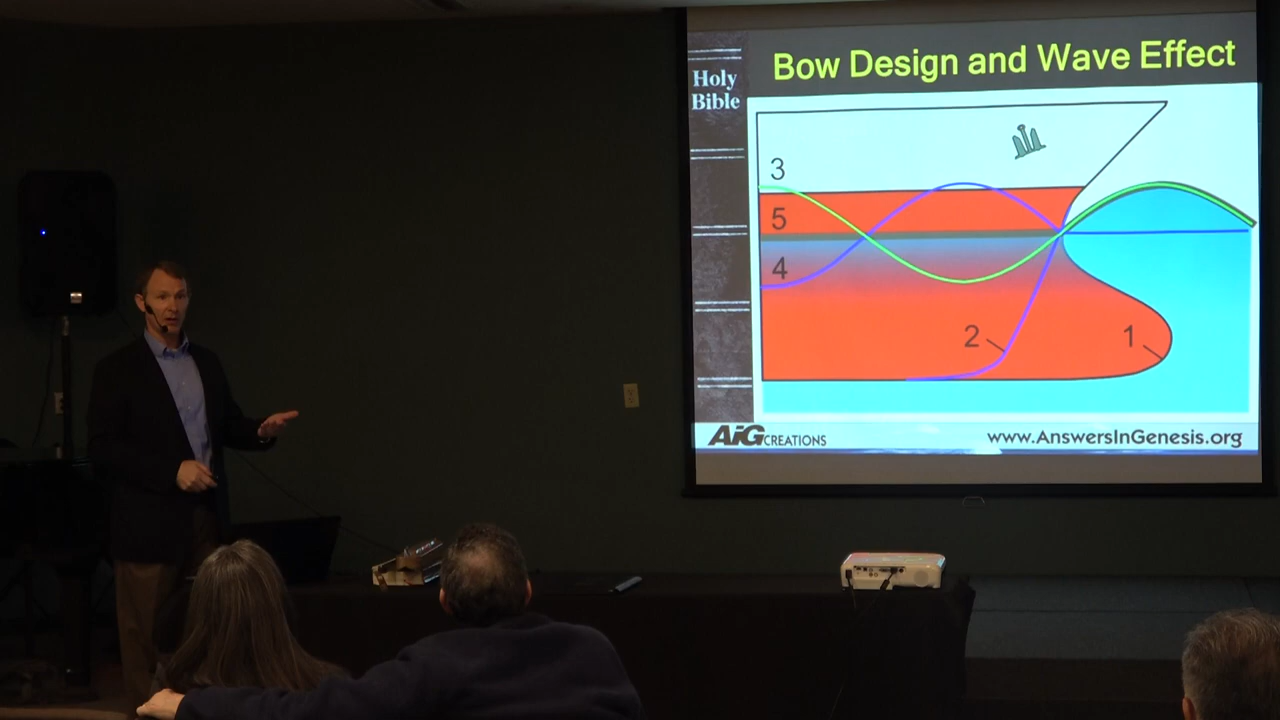 Bow Design and Wave Effect
Holy
Bible
3
5
4
2
1
AiG CREATIONS
www.AnswersInGenesis.org